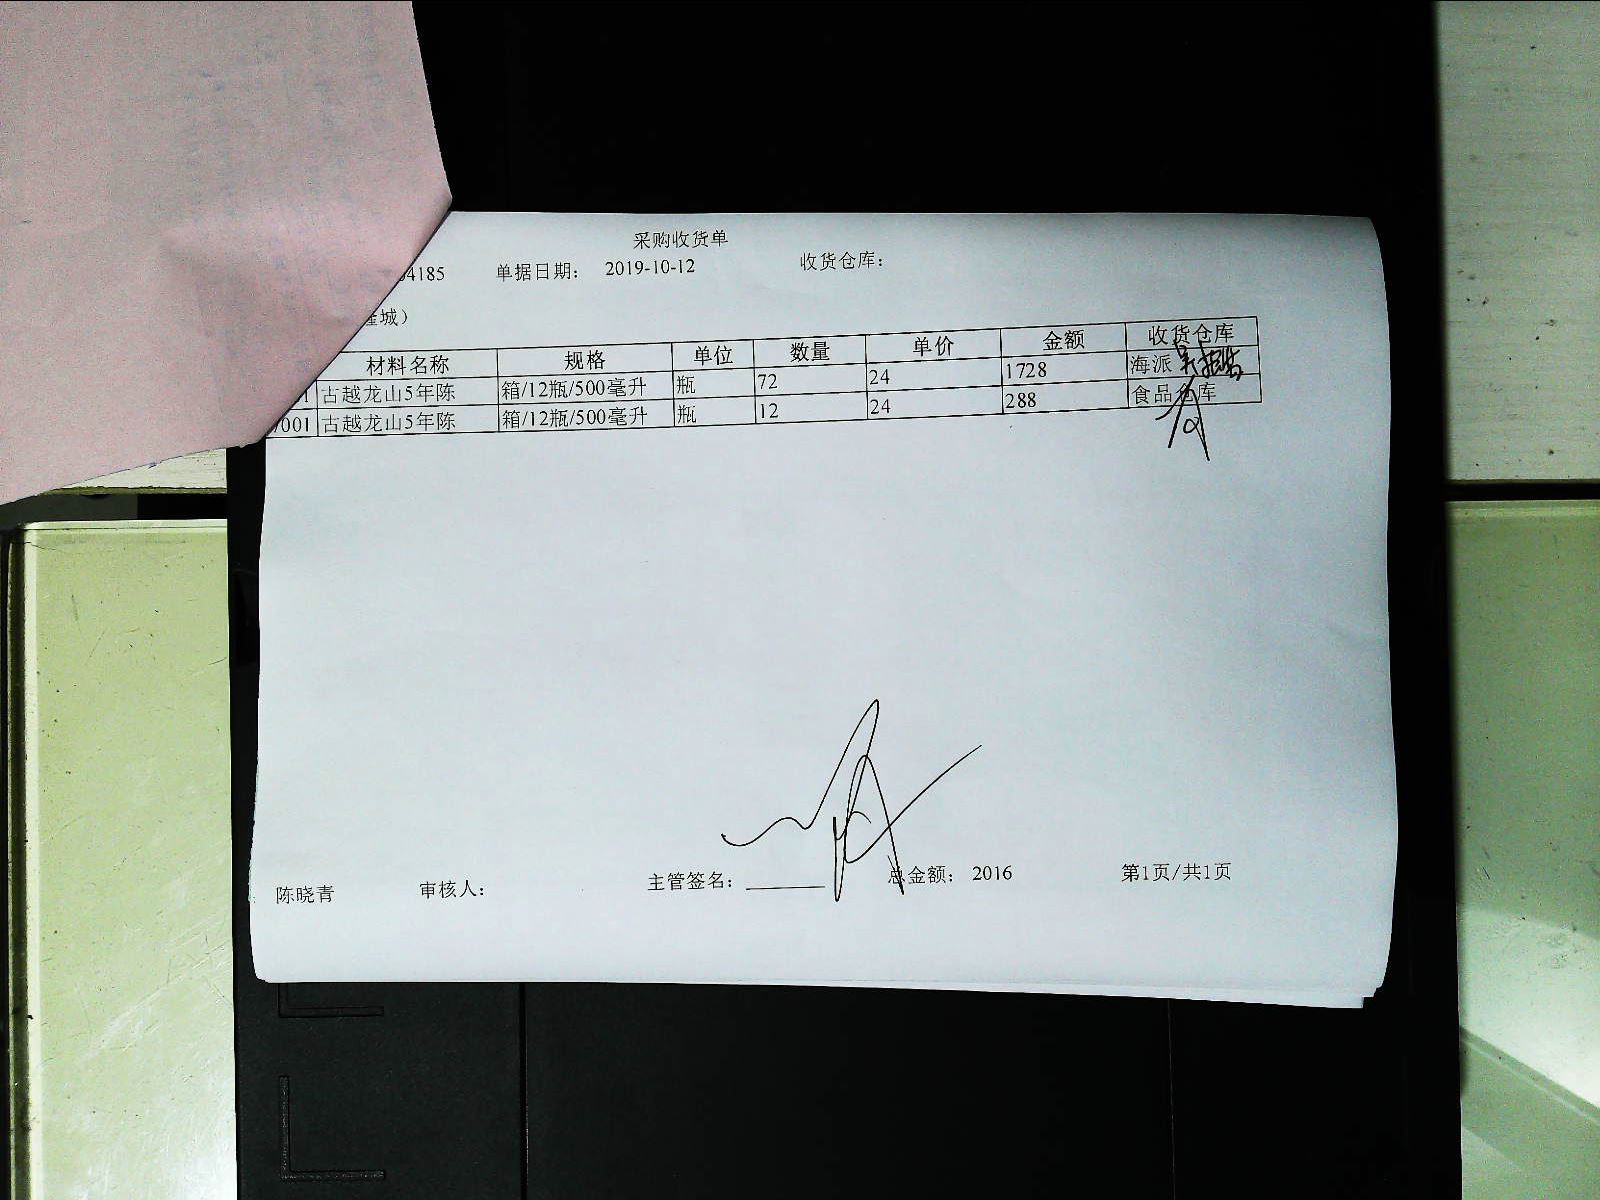 采购收货单
04185 单据日期： 2019-10-12 收货仓库：
隆城）
材料名称 规格 单位 数量 单价 金额 收货仓库
01 古越龙山5年陈 箱/12瓶/500毫升 瓶 72 24 1728 海派
7001 古越龙山5年陈 箱/12瓶/500毫升 瓶 12 24 288 食品仓库
陈晓青 审核人： 主管签名： 总金额： 2016 第1页/共1页